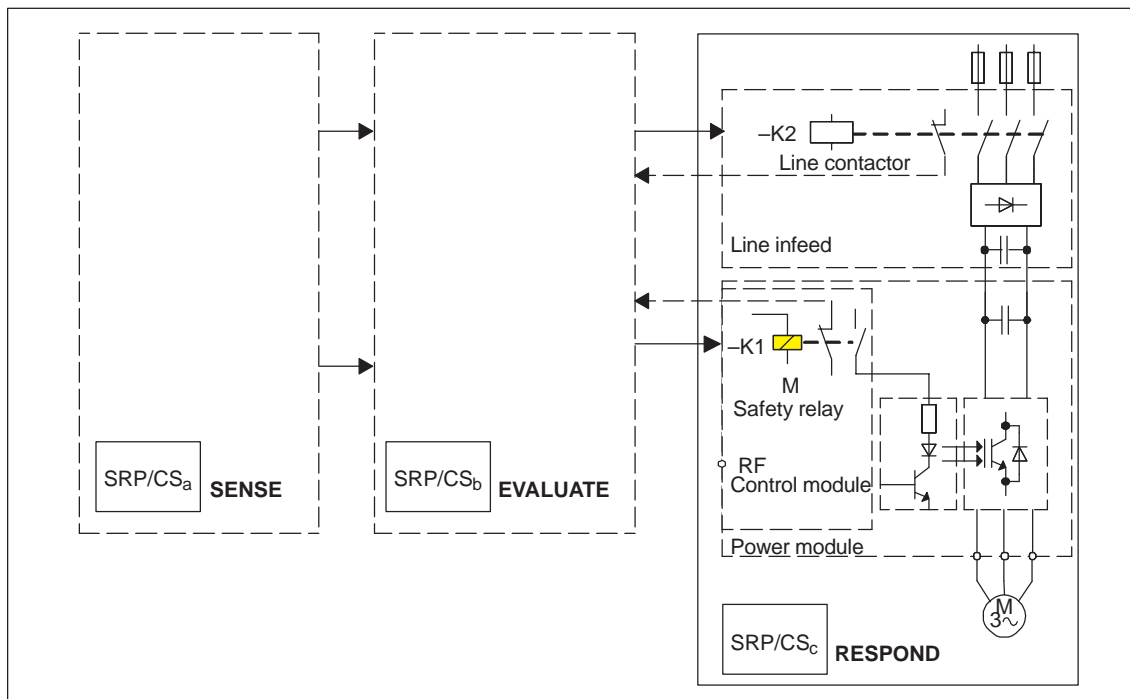 –K2
Line contactor
Line infeed
–K1
M
Safety relay
RF
Control module
Power module
SRP/CSa SENSE
SRP/CSb EVALUATE
M
3~
SRP/CSc RESPOND